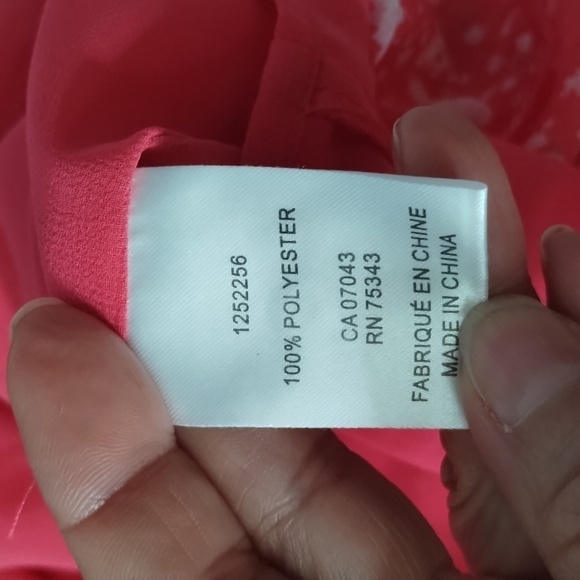 1252256
100% POLYESTER
CA 07043
RN 75343
FABRIQUÉ EN CHINE
MADE IN CHINA